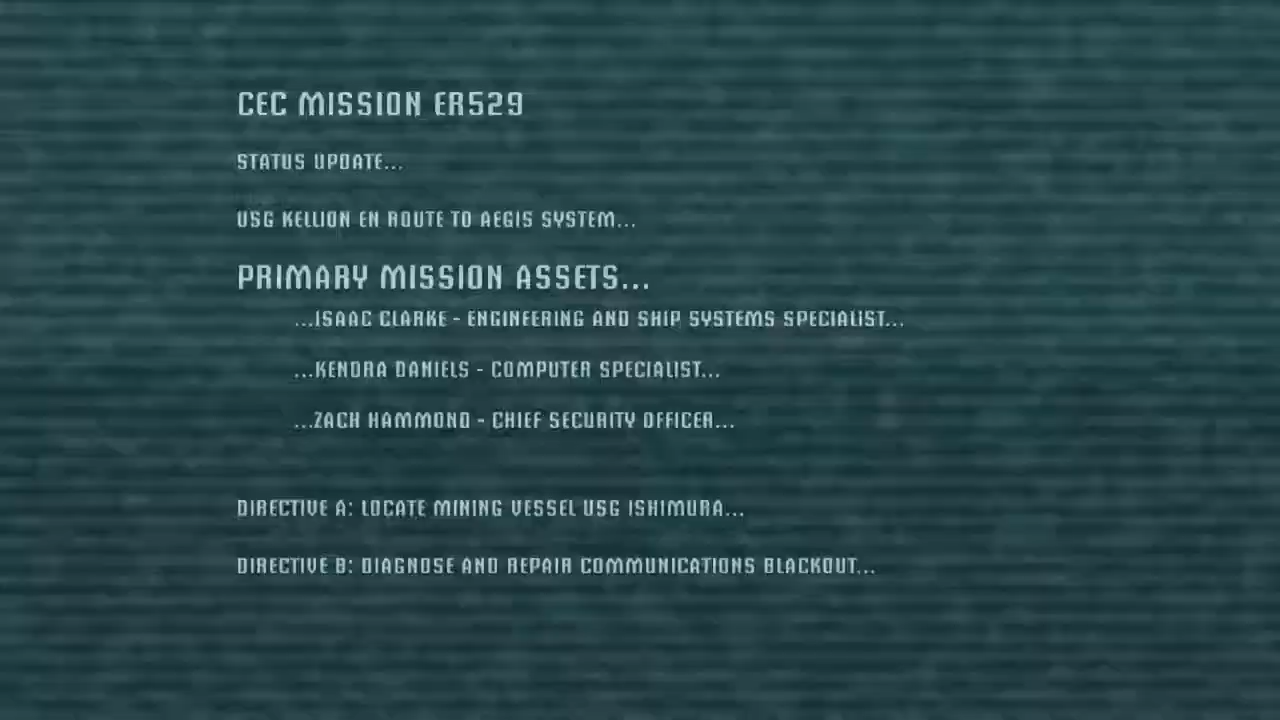 CEC MISSION ER529
STATUS UPDATE...
USG KELLION EN ROUTE TO AEGIS SYSTEM...
PRIMARY MISSION ASSETS...
...ISAAC CLARKE - ENGINEERING AND SHIP SYSTEMS SPECIALIST...
...KENDRA DANIELS - COMPUTER SPECIALIST...
...ZACH HAMMOND - CHIEF SECURITY OFFICER...
DIRECTIVE A: LOCATE MINING VESSEL USG ISHIMURA...
DIRECTIVE B: DIAGNOSE AND REPAIR COMMUNICATIONS BLACKOUT...